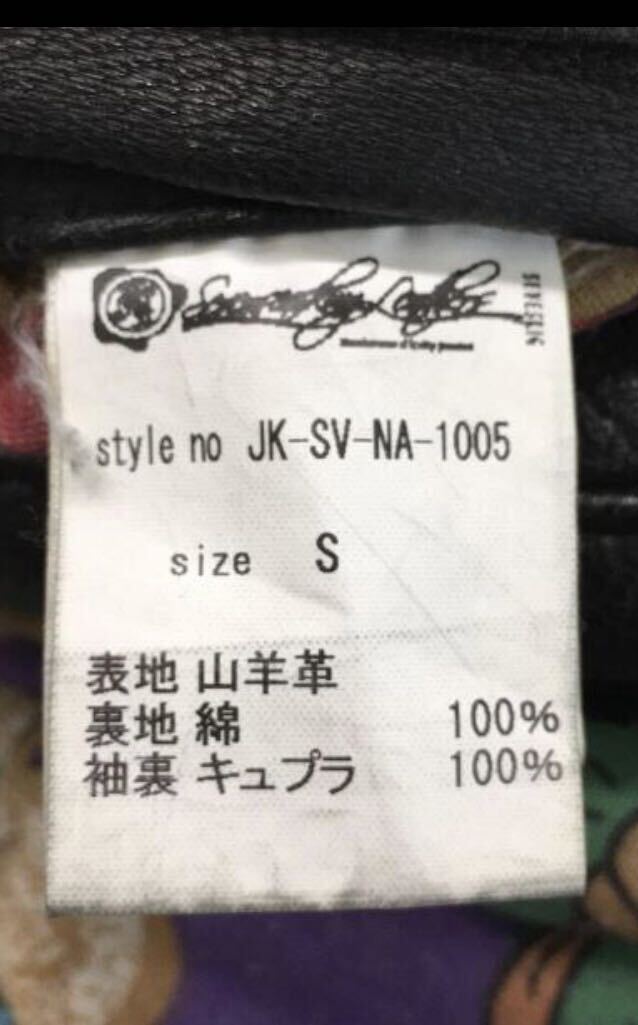 style no JK-SV-NA-1005
size S
表地 山羊革
裏地 綿 100%
袖裏 キュプラ 100%